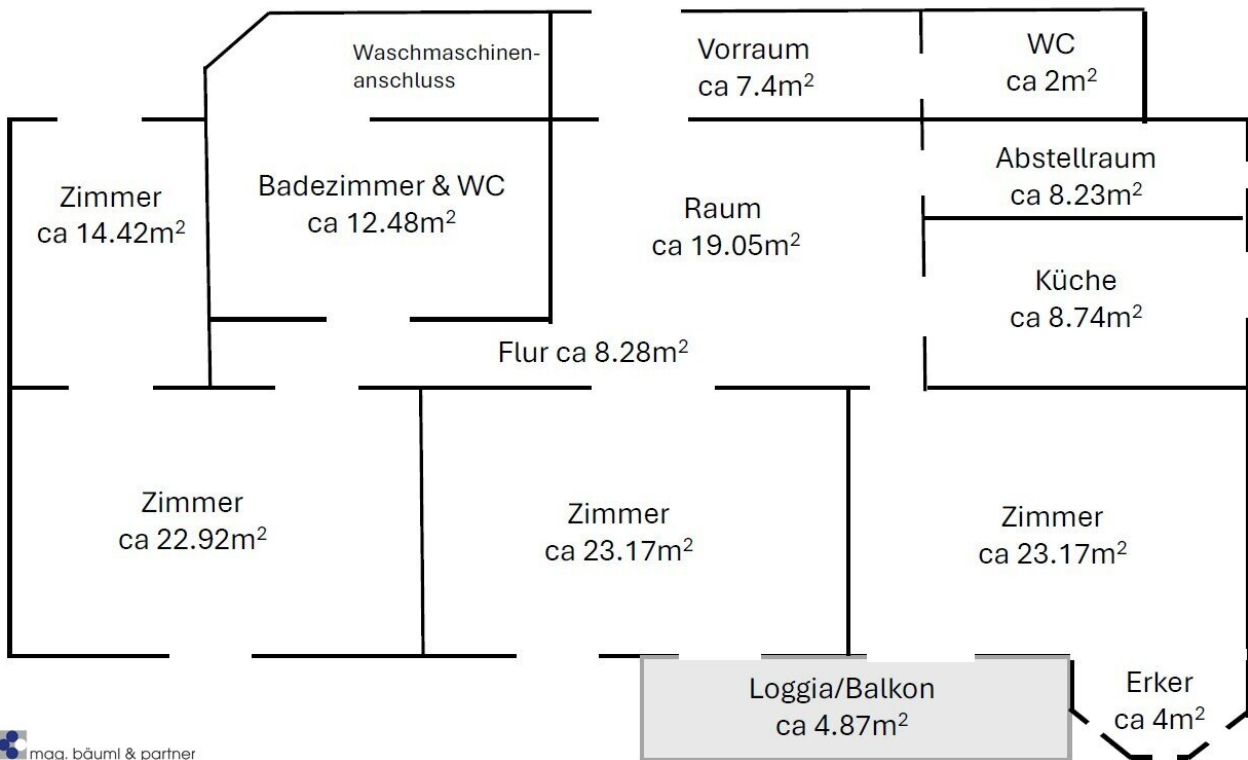 Waschmaschinen-
anschluss
Vorraum
ca 7.4m²
WC
ca 2m²
Zimmer
ca 14.42m²
Badezimmer & WC
ca 12.48m²
Raum
ca 19.05m²
Abstellraum
ca 8.23m²
Küche
ca 8.74m²
Flur ca 8.28m²
Zimmer
ca 22.92m²
Zimmer
ca 23.17m²
Zimmer
ca 23.17m²
Loggia/Balkon
ca 4.87m²
Erker
ca 4m²
mag. bäuml & partner